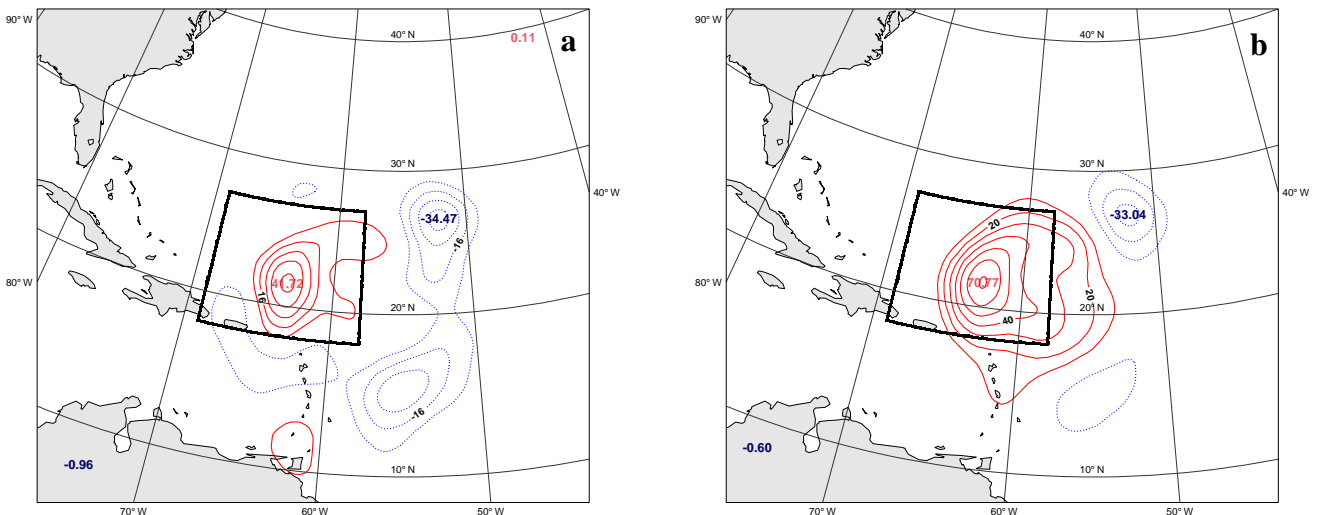 90° W
40° N
0.11
a
30° N
40° W
-34.47
-16
80° W
41.72
16
20° N
-16
-0.96
10° N
70° W
60° W
50° W
90° W
40° N
b
30° N
40° W
-33.04
20
80° W
70.77
20
20° N
40
-0.60
10° N
70° W
60° W
50° W